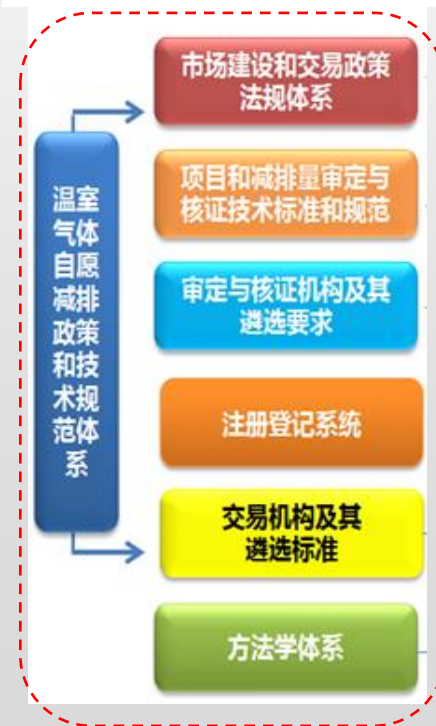 温室
气体
自愿
减排
政策
和技
术规
范体
系
市场建设和交易政策
法规体系
项目和减排量审定与
核证技术标准和规范
审定与核证机构及其
遴选要求
注册登记系统
交易机构及其
遴选标准
方法学体系